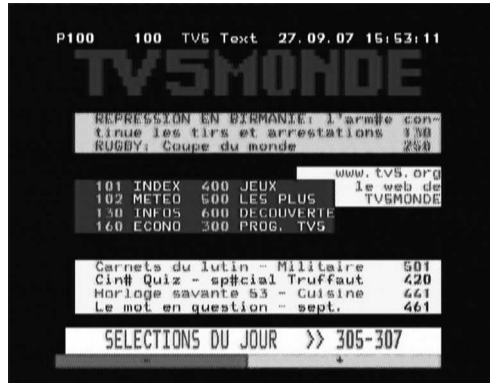 P100 100 TV5 Text 27.09.07 15:53:11
TV5MONDE
REPRESSION EN BIRMANIE: l'arm#e con-
tinue les tirs et arrestations 130
RUGBY: Coupe du monde 250
www.tv5.org
le web de
TV5MONDE
101 INDEX 400 JEUX
102 METEO 500 LES PLUS
130 INFOS 600 DECOUVERTE
160 ECONO 300 PROG. TV5
Carnets du lutin - Militaire 501
Cin# Quiz - sp#cial Truffaut 420
Horloge savante 53 - Cuisine 441
Le mot en question - sept. 461
SELECTIONS DU JOUR >> 305-307
- +